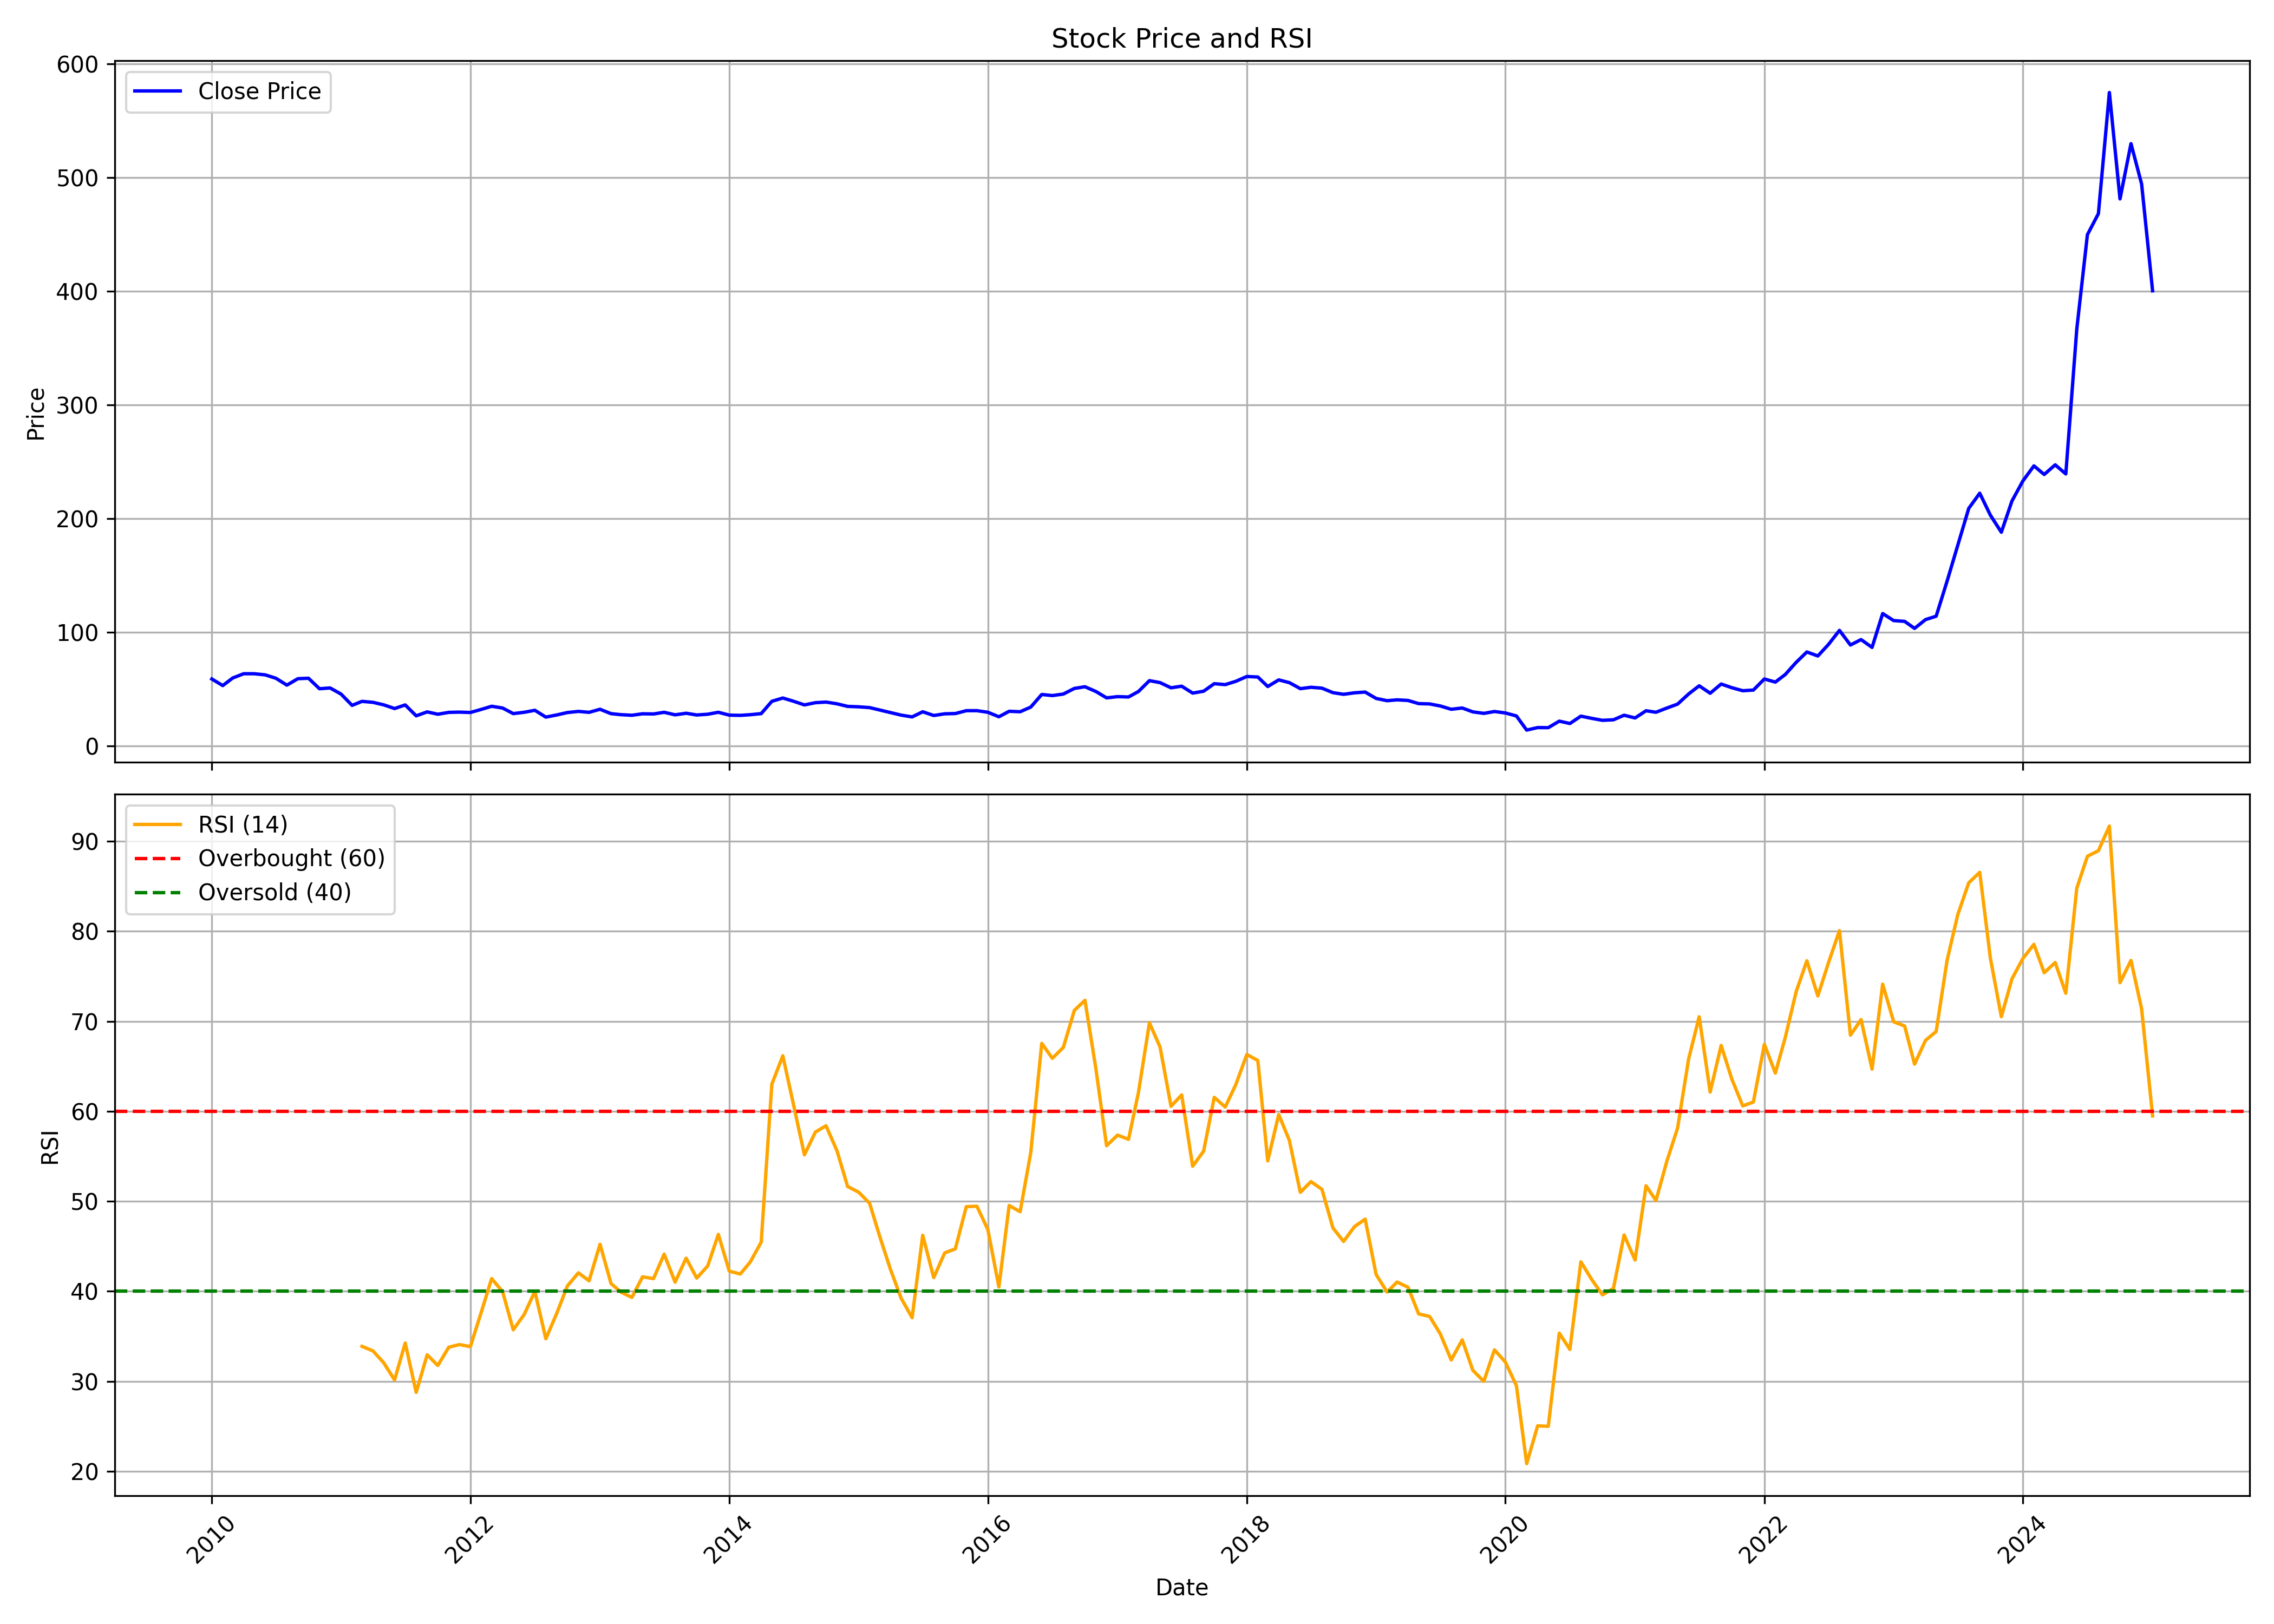 Stock Price and RSI
Close Price
600
500
400
300
200
100
0
Price
RSI (14)
Overbought (60)
Oversold (40)
90
80
70
60
50
40
30
20
RSI
2010 2012 2014 2016 2018 2020 2022 2024
Date